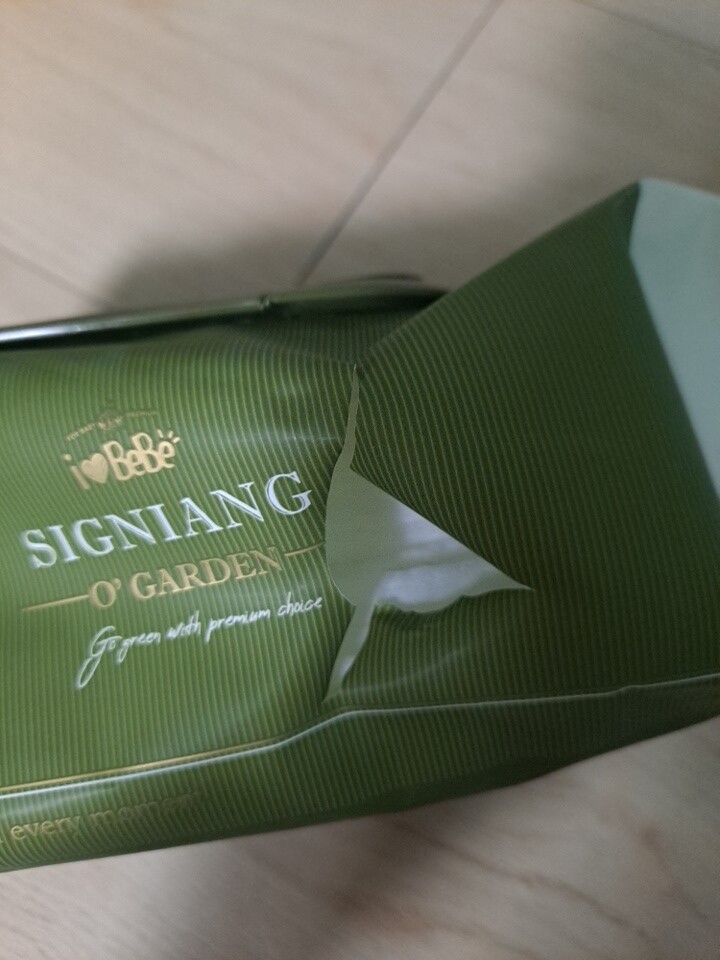 i BeBe
SIGNIANG
O' GARDEN
Go green with premium choice
every moment